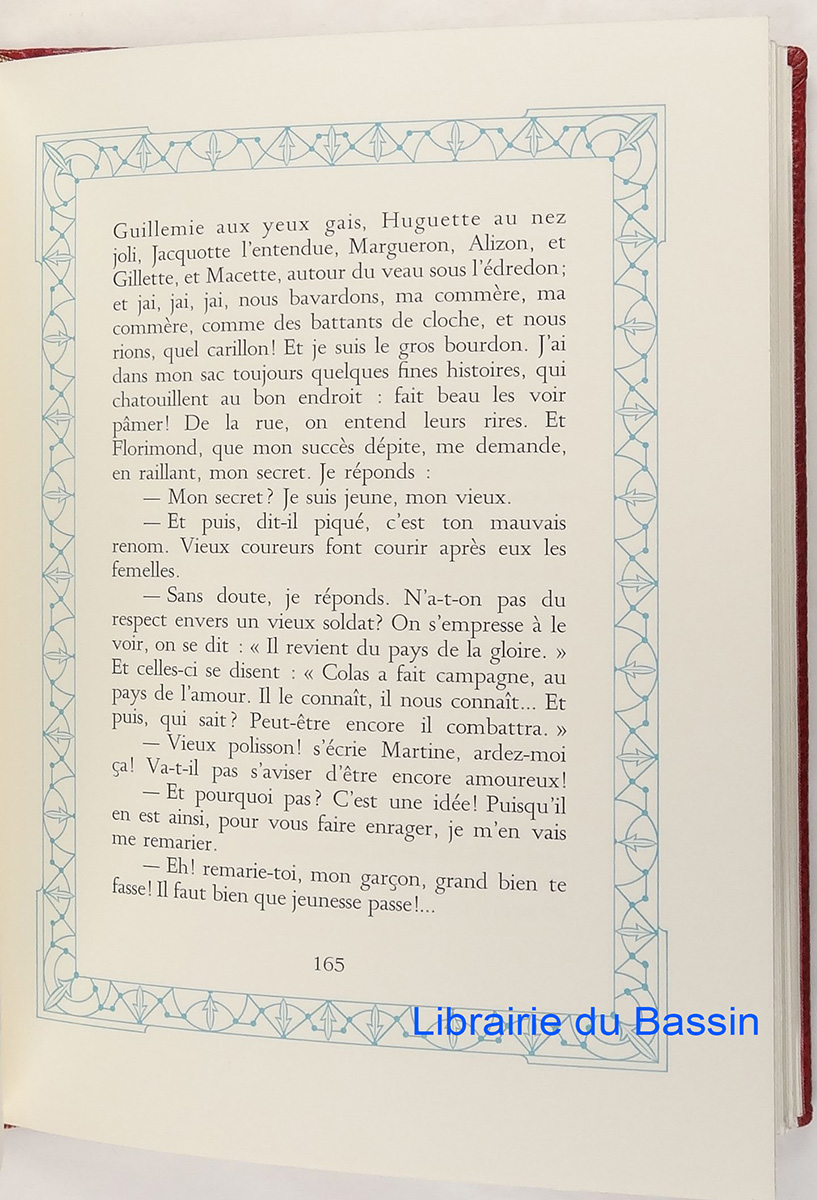 Guillemie aux yeux gais, Huguette au nez
joli, Jacquotte l'entendue, Margueron, Alizon, et
Gillette, et Macette, autour du veau sous l'édredon;
et jai, jai, jai, nous bavardons, ma commère, ma
commère, comme des battants de cloche, et nous
rions, quel carillon! Et je suis le gros bourdon. J'ai
dans mon sac toujours quelques fines histoires, qui
chatouillent au bon endroit : fait beau les voir
pâmer! De la rue, on entend leurs rires. Et
Florimond, que mon succès dépite, me demande,
en raillant, mon secret. Je réponds :
— Mon secret? Je suis jeune, mon vieux.
— Et puis, dit-il piqué, c'est ton mauvais
renom. Vieux coureurs font courir après eux les
femelles.
— Sans doute, je réponds. N'a-t-on pas du
respect envers un vieux soldat? On s'empresse à le
voir, on se dit : « Il revient du pays de la gloire. »
Et celles-ci se disent : « Colas a fait campagne, au
pays de l'amour. Il le connaît, il nous connaît... Et
puis, qui sait? Peut-être encore il combattra. »
— Vieux polisson! s'écrie Martine, ardez-moi
ça! Va-t-il pas s'aviser d'être encore amoureux!
— Et pourquoi pas? C'est une idée! Puisqu'il
en est ainsi, pour vous faire enrager, je m'en vais
me remarier.
— Eh! remarie-toi, mon garçon, grand bien te
fasse! Il faut bien que jeunesse passe!...
165
Librairie du Bassin